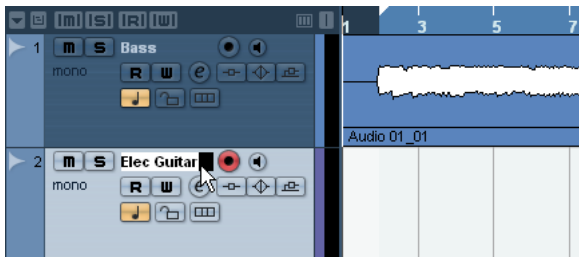 M S R W 1 3 5 7
1 M S Bass
mono R W e
Audio 01_01
2 M S Elec Guitar
mono R W e